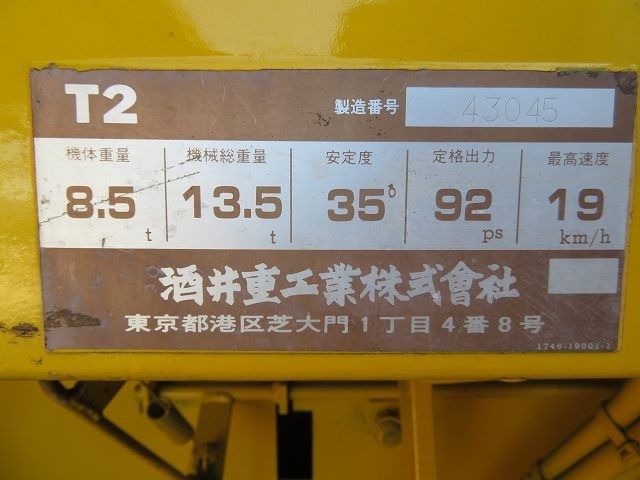 T2 製造番号 43045
機体重量 機械総重量 安定度 定格出力 最高速度
8.5 t 13.5 t 35° 92 ps 19 km/h
酒井重工業株式會社
東京都港区芝大門1丁目4番8号
1746-19001-1